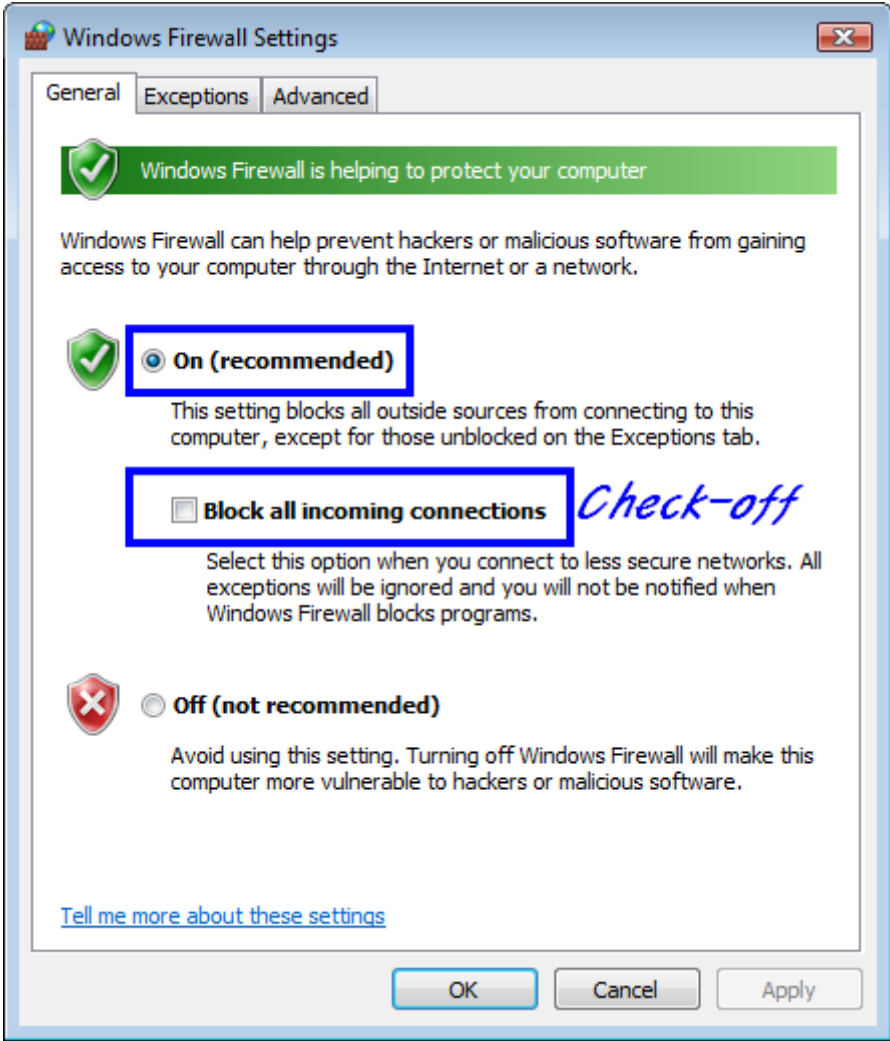 Windows Firewall Settings
General
Exceptions
Advanced
Windows Firewall is helping to protect your computer
Windows Firewall can help prevent hackers or malicious software from gaining
access to your computer through the Internet or a network.
On (recommended)
This setting blocks all outside sources from connecting to this
computer, except for those unblocked on the Exceptions tab.
Block all incoming connections
Check-off
Select this option when you connect to less secure networks. All
exceptions will be ignored and you will not be notified when
Windows Firewall blocks programs.
Off (not recommended)
Avoid using this setting. Turning off Windows Firewall will make this
computer more vulnerable to hackers or malicious software.
Tell me more about these settings
OK
Cancel
Apply